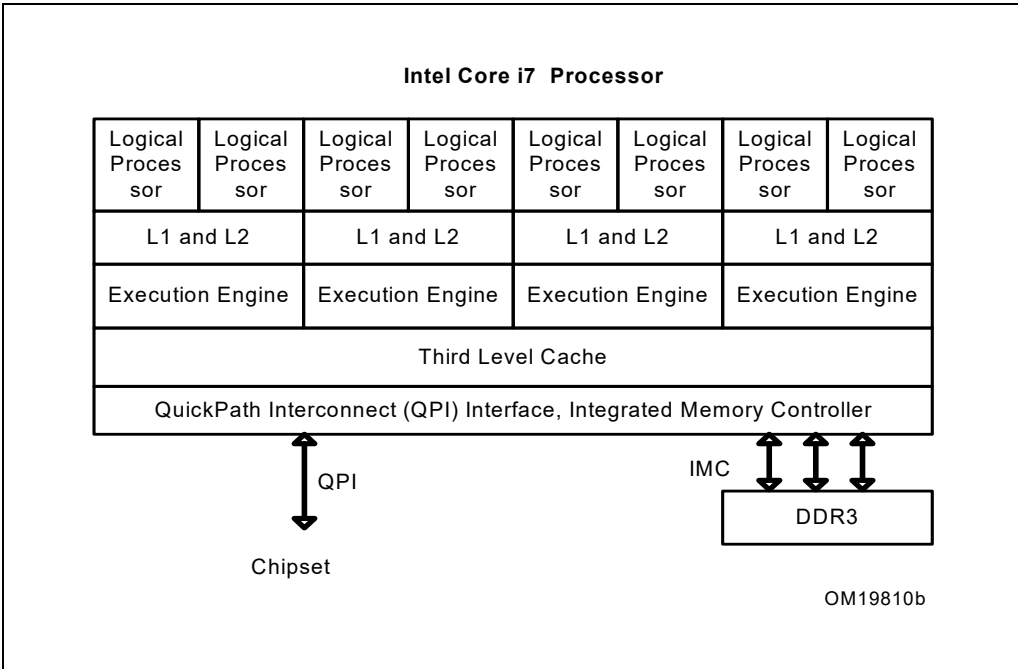 Intel Core i7 Processor
Logical Logical Logical Logical Logical Logical Logical Logical
Proces Proces Proces Proces Proces Proces Proces Proces
sor sor sor sor sor sor sor sor
L1 and L2 L1 and L2 L1 and L2 L1 and L2
Execution Engine Execution Engine Execution Engine Execution Engine
Third Level Cache
QuickPath Interconnect (QPI) Interface, Integrated Memory Controller
IMC
QPI
DDR3
Chipset
OM19810b